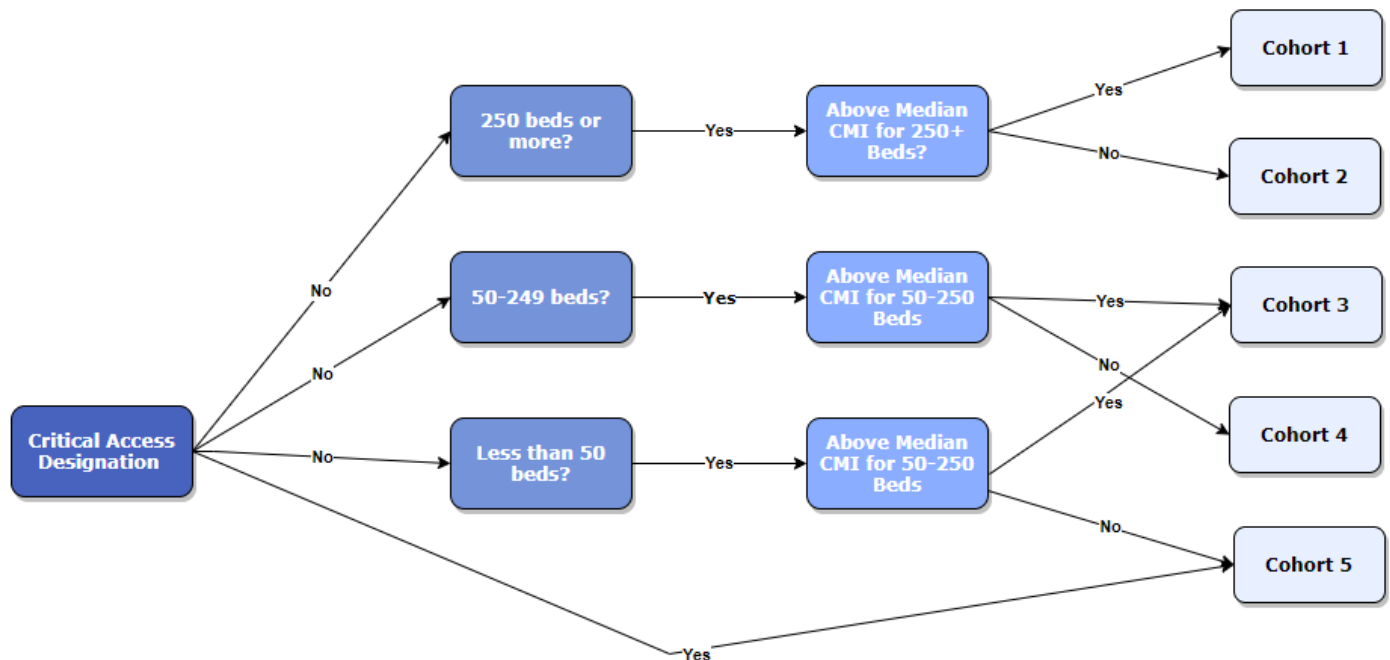 Critical Access
Designation
No
No
No
Yes
250 beds or
more?
50-249 beds?
Less than 50
beds?
Yes
Yes
Yes
Above Median
CMI for 250+
Beds?
Above Median
CMI for 50-250
Beds
Above Median
CMI for 50-250
Beds
Yes
No
Yes
No
Yes
No
Cohort 1
Cohort 2
Cohort 3
Cohort 4
Cohort 5